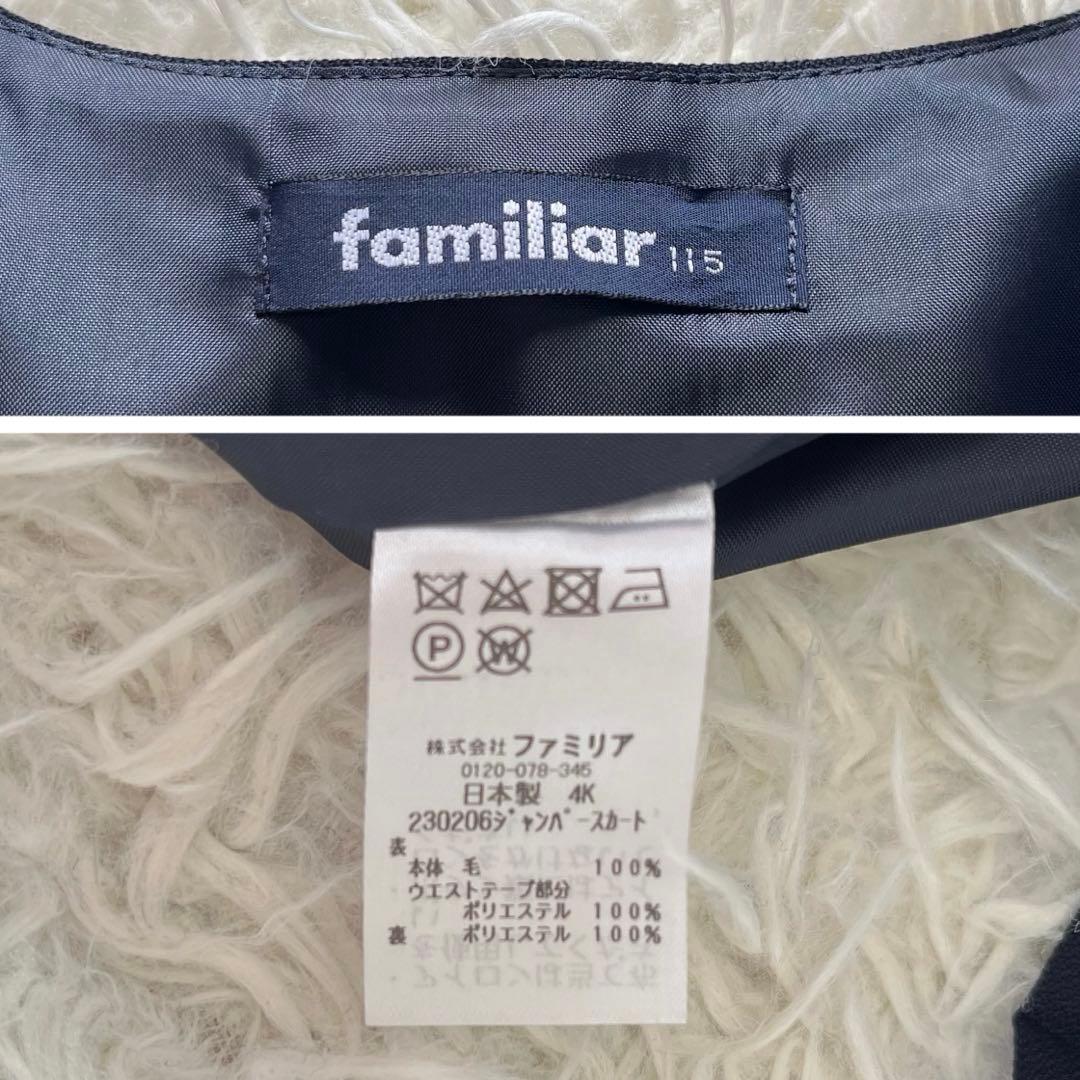 familiar 115
P W
株式会社 ファミリア
0120-078-345
日本製 4K
230206ジャンパースカート
表
本体 毛 100%
ウエストテープ部分
ポリエステル 100%
裏 ポリエステル 100%